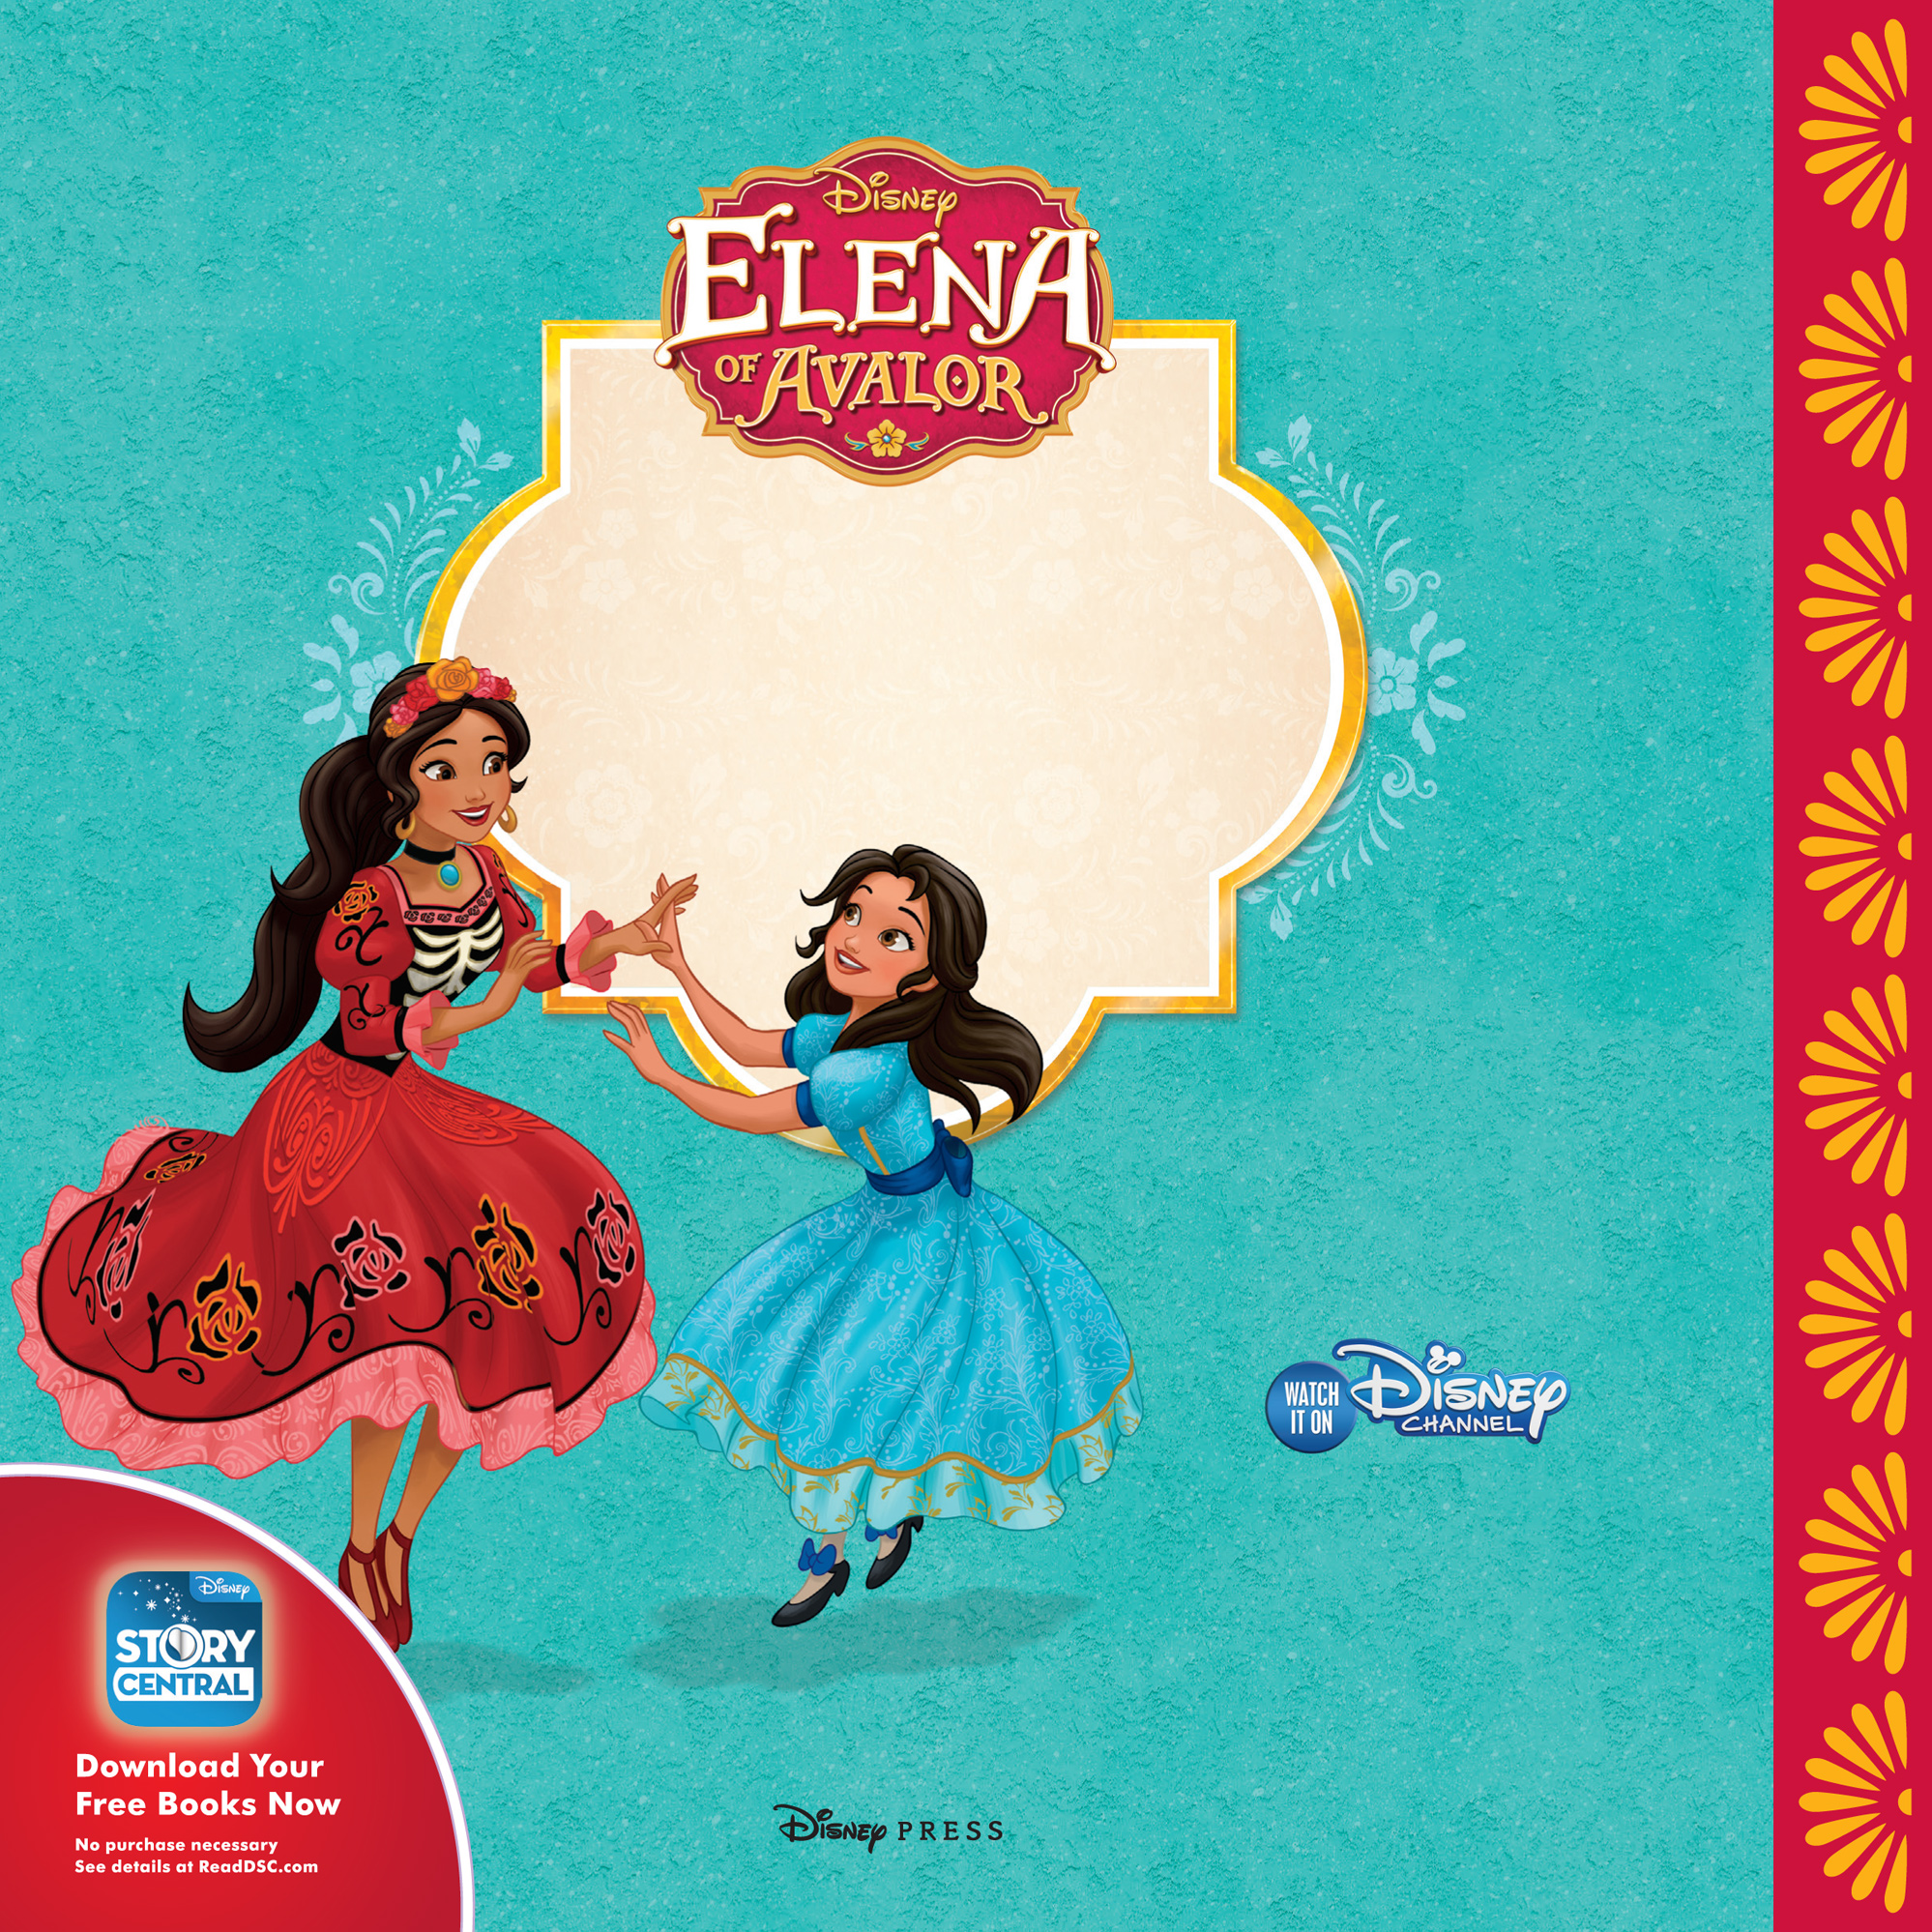 Disney
ELENA
OF AVALOR
WATCH
IT ON
Disney
CHANNEL
Disney
STORY
CENTRAL
Download Your
Free Books Now
No purchase necessary
See details at ReadDSC.com
Disney PRESS